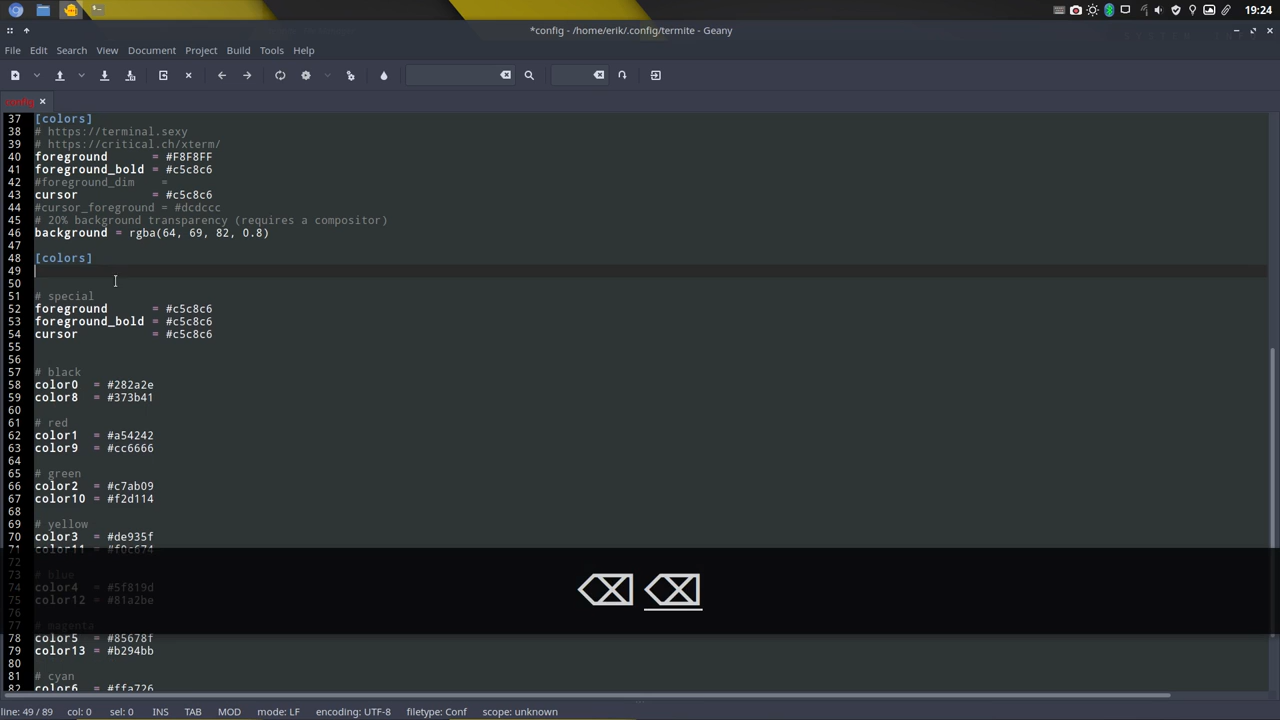 19:24
*config - /home/erik/.config/termite - Geany
File Edit Search View Document Project Build Tools Help
config
37 [colors]
38 # https://terminal.sexy
39 # https://critical.ch/xterm/
40 foreground = #F8F8FF
41 foreground_bold = #c5c8c6
42 #foreground_dim =
43 cursor = #c5c8c6
44 #cursor_foreground = #dcdccc
45 # 20% background transparency (requires a compositor)
46 background = rgba(64, 69, 82, 0.8)
47
48 [colors]
49
50
51 # special
52 foreground = #c5c8c6
53 foreground_bold = #c5c8c6
54 cursor = #c5c8c6
55
56
57 # black
58 color0 = #282a2e
59 color8 = #373b41
60
61 # red
62 color1 = #a54242
63 color9 = #cc6666
64
65 # green
66 color2 = #c7ab09
67 color10 = #f2d114
68
69 # yellow
70 color3 = #de935f
71 color11 = #f0c674
72
73 # blue
74 color4 = #5f819d
75 color12 = #81a2be
76
77 # magenta
78 color5 = #85678f
79 color13 = #b294bb
80
81 # cyan
82 color6 = #ffa726
line: 49 / 89 col: 0 sel: 0 INS TAB MOD mode: LF encoding: UTF-8 filetype: Conf scope: unknown